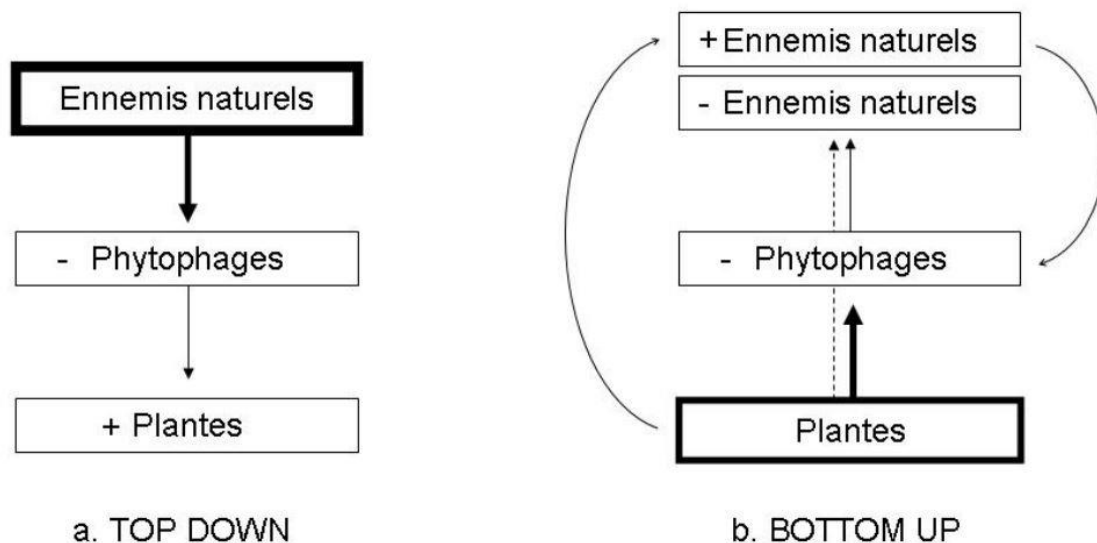 Ennemis naturels
- Phytophages
+ Plantes
a. TOP DOWN
+ Ennemis naturels
- Ennemis naturels
- Phytophages
Plantes
b. BOTTOM UP